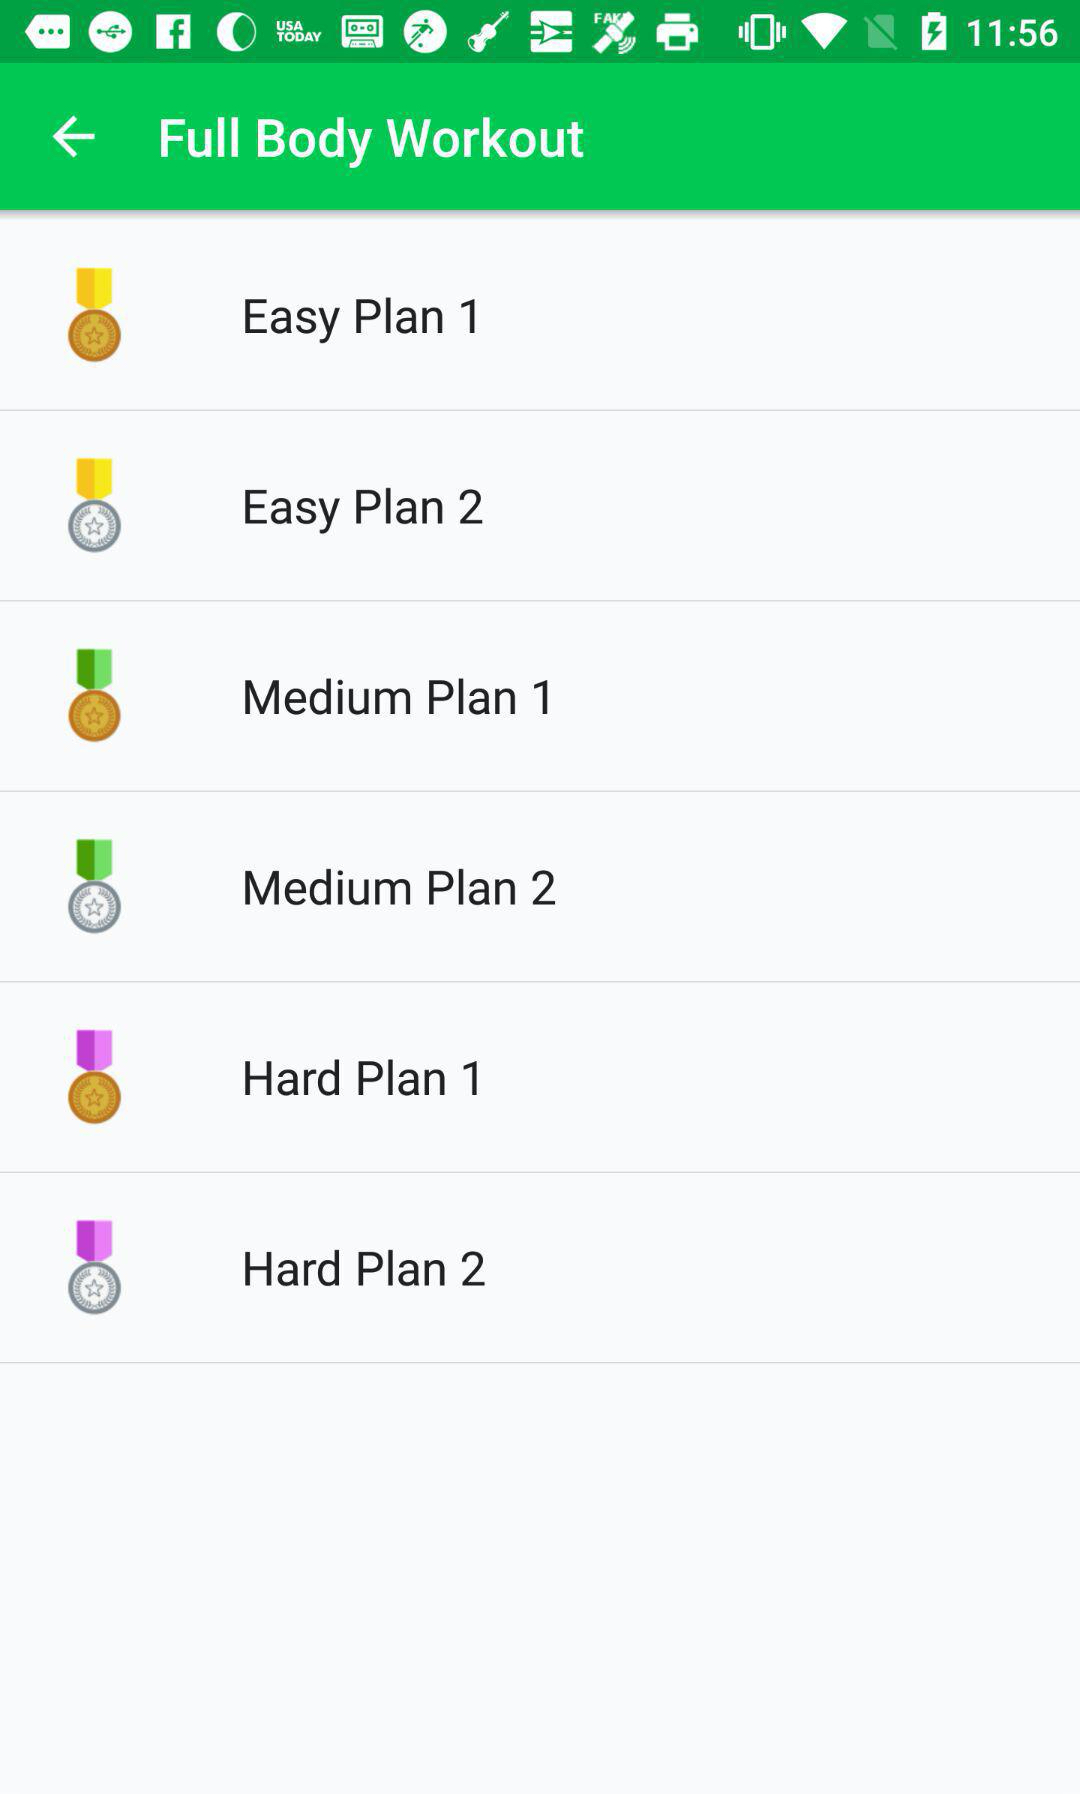 USA
TODAY
FAKE
11:56
Full Body Workout
Easy Plan 1
Easy Plan 2
Medium Plan 1
Medium Plan 2
Hard Plan 1
Hard Plan 2